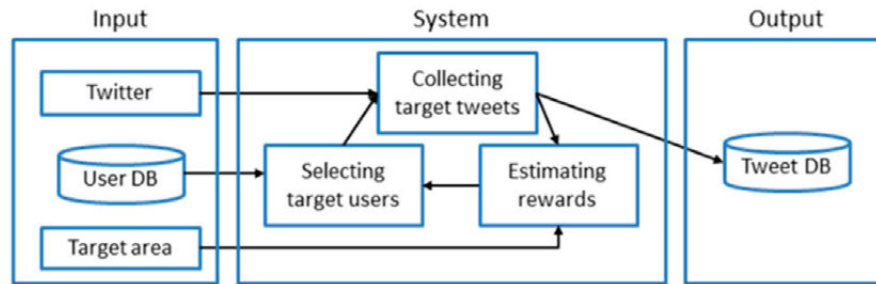 Input
System
Output
Twitter
Collecting
target tweets
User DB
Selecting
target users
Estimating
rewards
Tweet DB
Target area